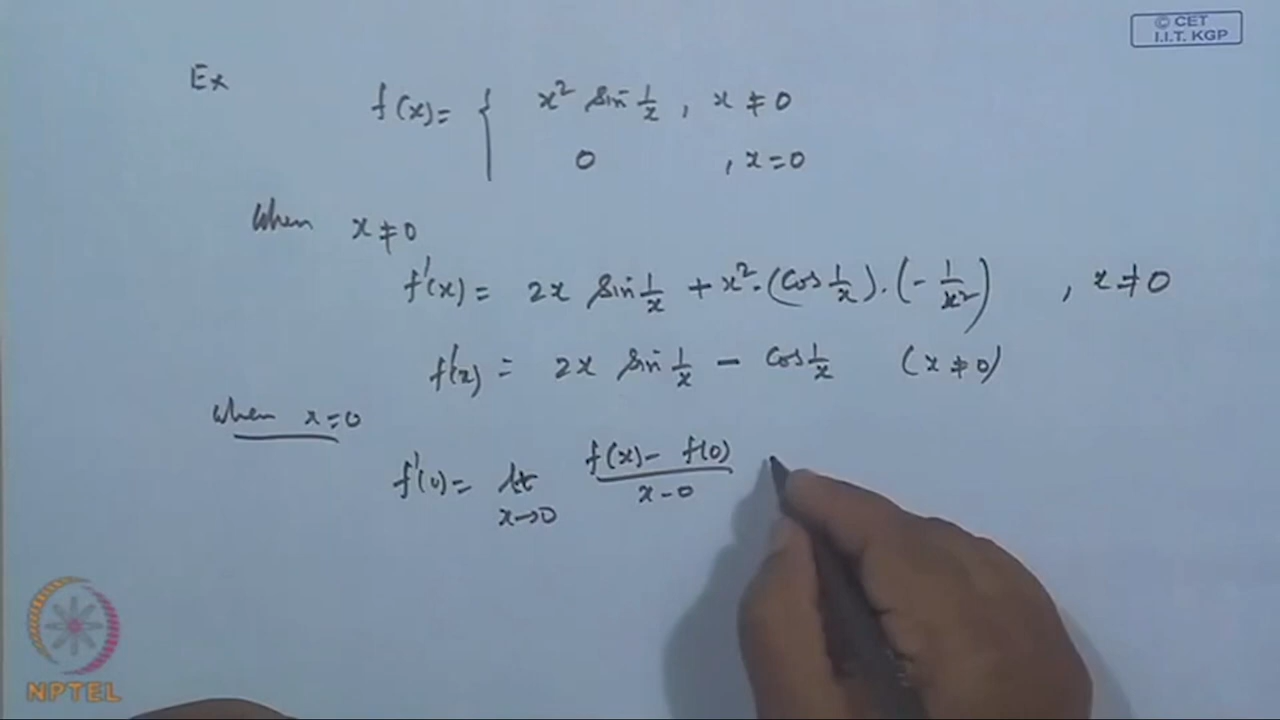 © CET
I.I.T. KGP
Ex
f(x) = { x² sin 1/x , x ≠ 0
0 , x = 0
When x ≠ 0
f'(x) = 2x sin 1/x + x² · (cos 1/x) · (- 1/x²) , x ≠ 0
f'(x) = 2x sin 1/x - cos 1/x (x ≠ 0)
When x = 0
f'(0) = lt x→0 f(x) - f(0) / x - 0
NPTEL